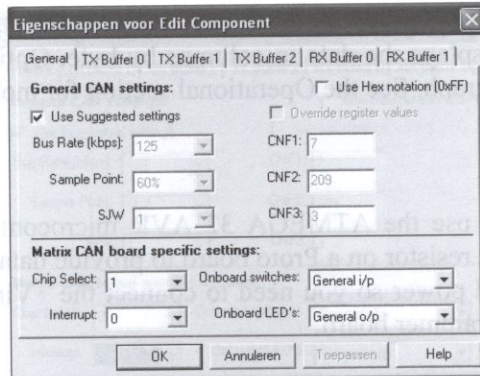 Eigenschappen voor Edit Component
General TX Buffer 0 TX Buffer 1 TX Buffer 2 RX Buffer 0 RX Buffer 1
General CAN settings:
Use Hex notation (0xFF)
Use Suggested settings
Override register values
Bus Rate (kbps): 125
CNF1: 7
Sample Point: 60%
CNF2: 209
SJW 1
CNF3: 3
Matrix CAN board specific settings:
Chip Select: 1
Onboard switches: General i/p
Interrupt: 0
Onboard LED's: General o/p
OK Annuleren Toepassen Help